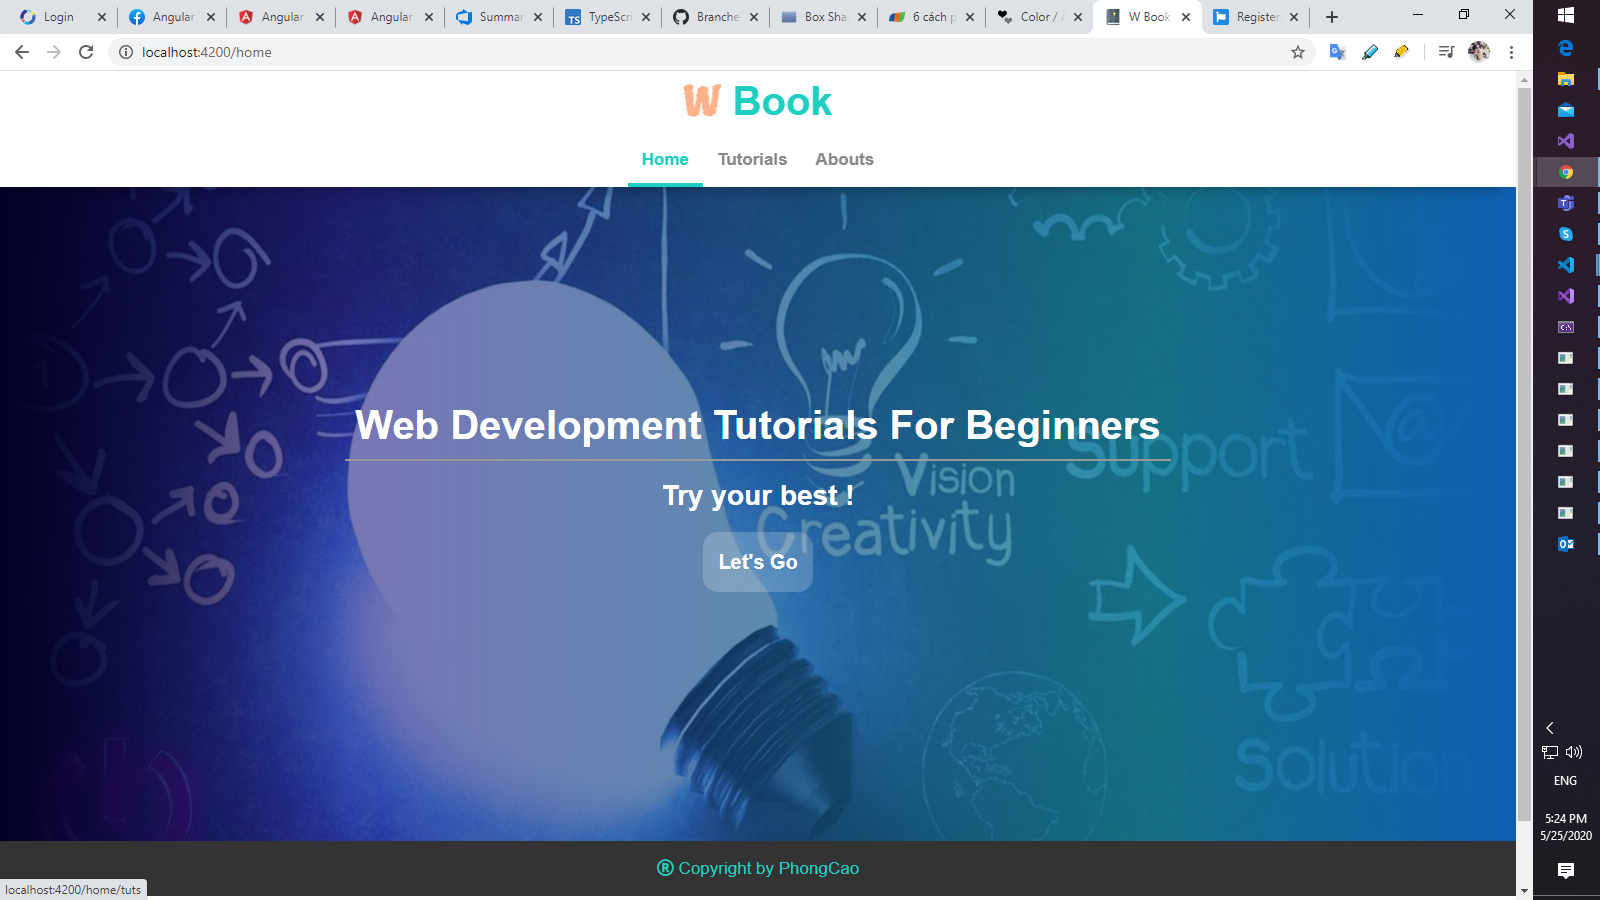 Login
Angular
Angular
Angular
Summar
TypeScri
Branche
Box Sha
6 cách p
Color / A
W Book
Register
localhost:4200/home
W Book
Home Tutorials Abouts
Web Development Tutorials For Beginners
Support
Vision
Try your best !
Creativity
Let's Go
Solution
® Copyright by PhongCao
localhost:4200/home/tuts
ENG
5:24 PM
5/25/2020